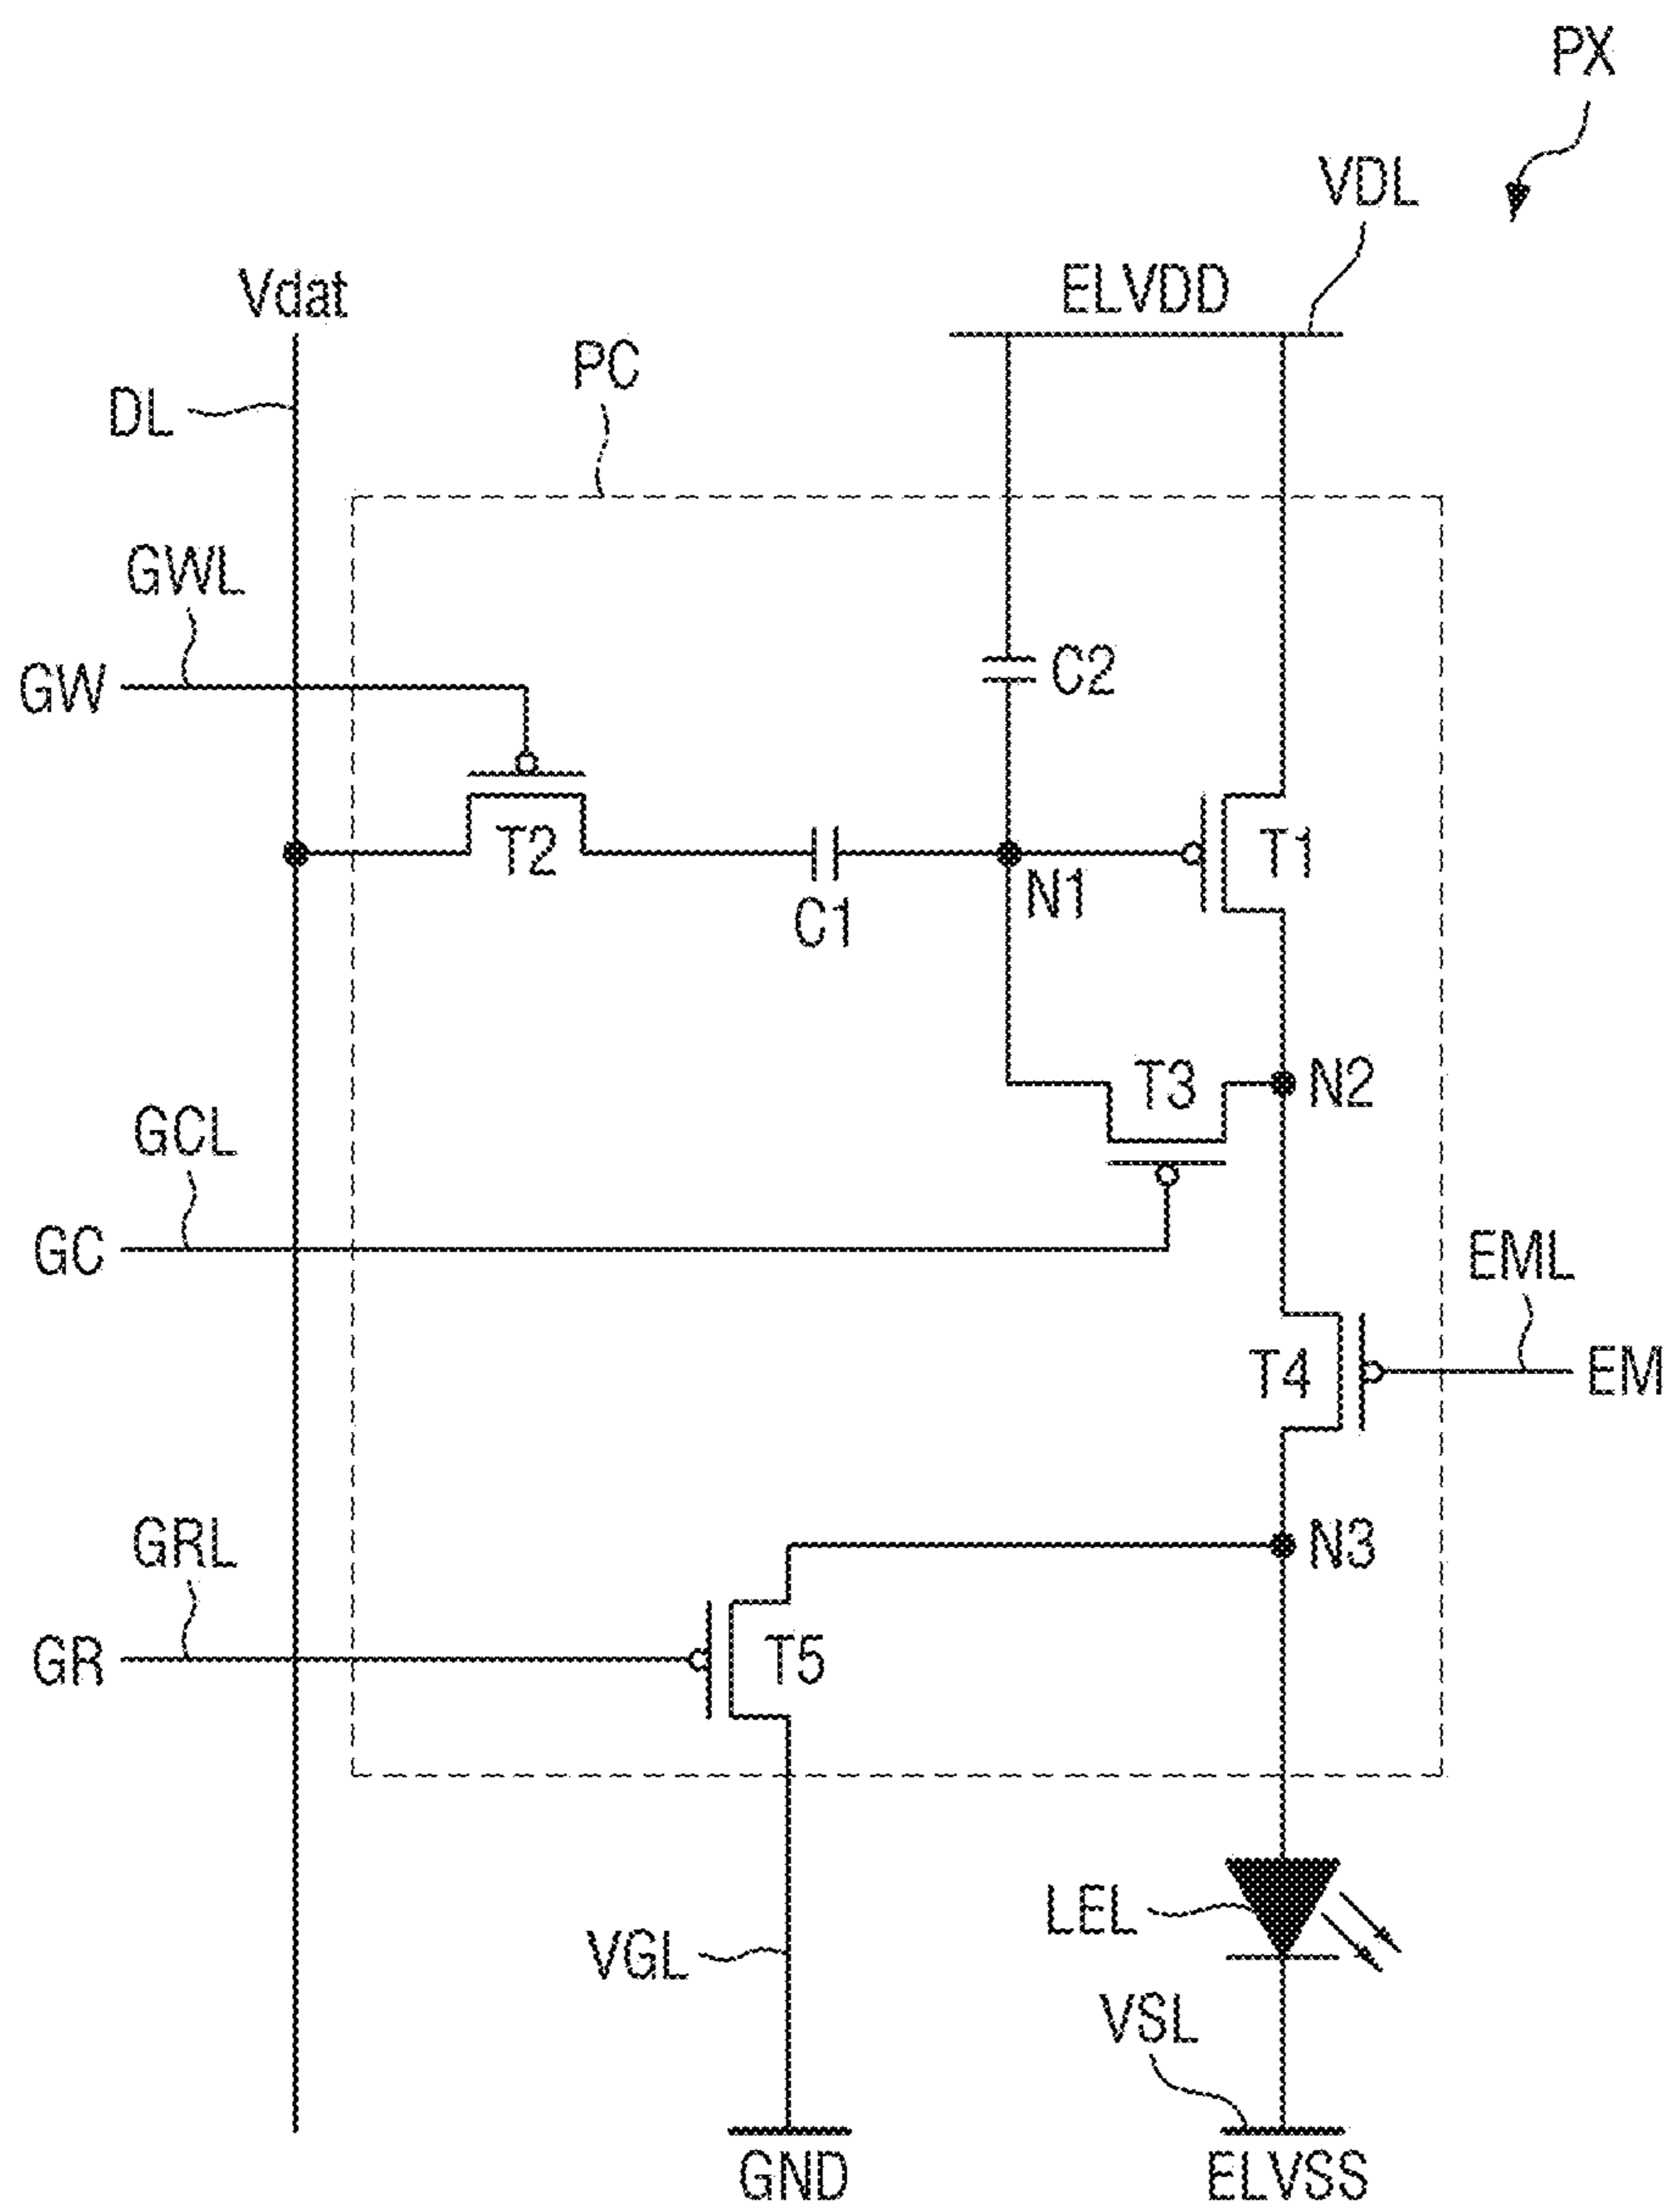 PX
VDL
ELVDD
Vdat
PC
DL
GWL
GW
C2
T2
T1
C1
N1
T3
N2
GCL
GC
EML
T4
EM
GRL
N3
GR
T5
LEL
VGL
VSL
GND
ELVSS